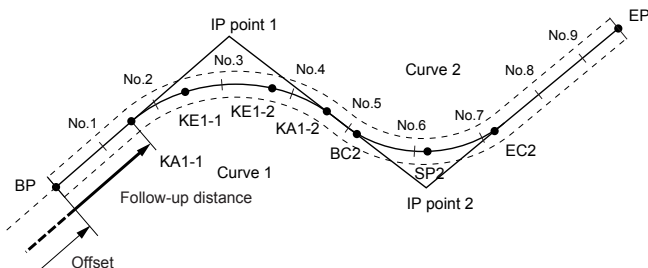 EP
IP point 1
No.9
No.3
No.2
No.4
Curve 2
No.8
No.5
No.1
KE1-1
KE1-2
No.6
No.7
KA1-2
KA1-1
BC2
EC2
SP2
Curve 1
BP
Follow-up distance
IP point 2
Offset